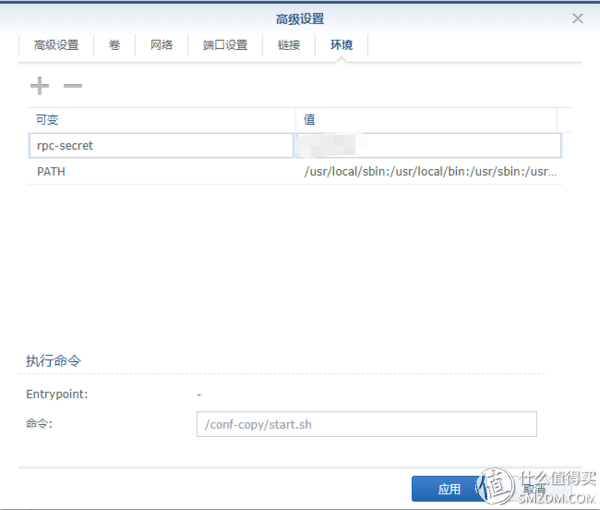 高级设置
高级设置 卷 网络 端口设置 链接 环境
可变 值
rpc-secret
PATH /usr/local/sbin:/usr/local/bin:/usr/sbin:/usr...
执行命令
Entrypoint: -
命令: /conf-copy/start.sh
应用 取消
值 什么值得买
SMZDM.COM